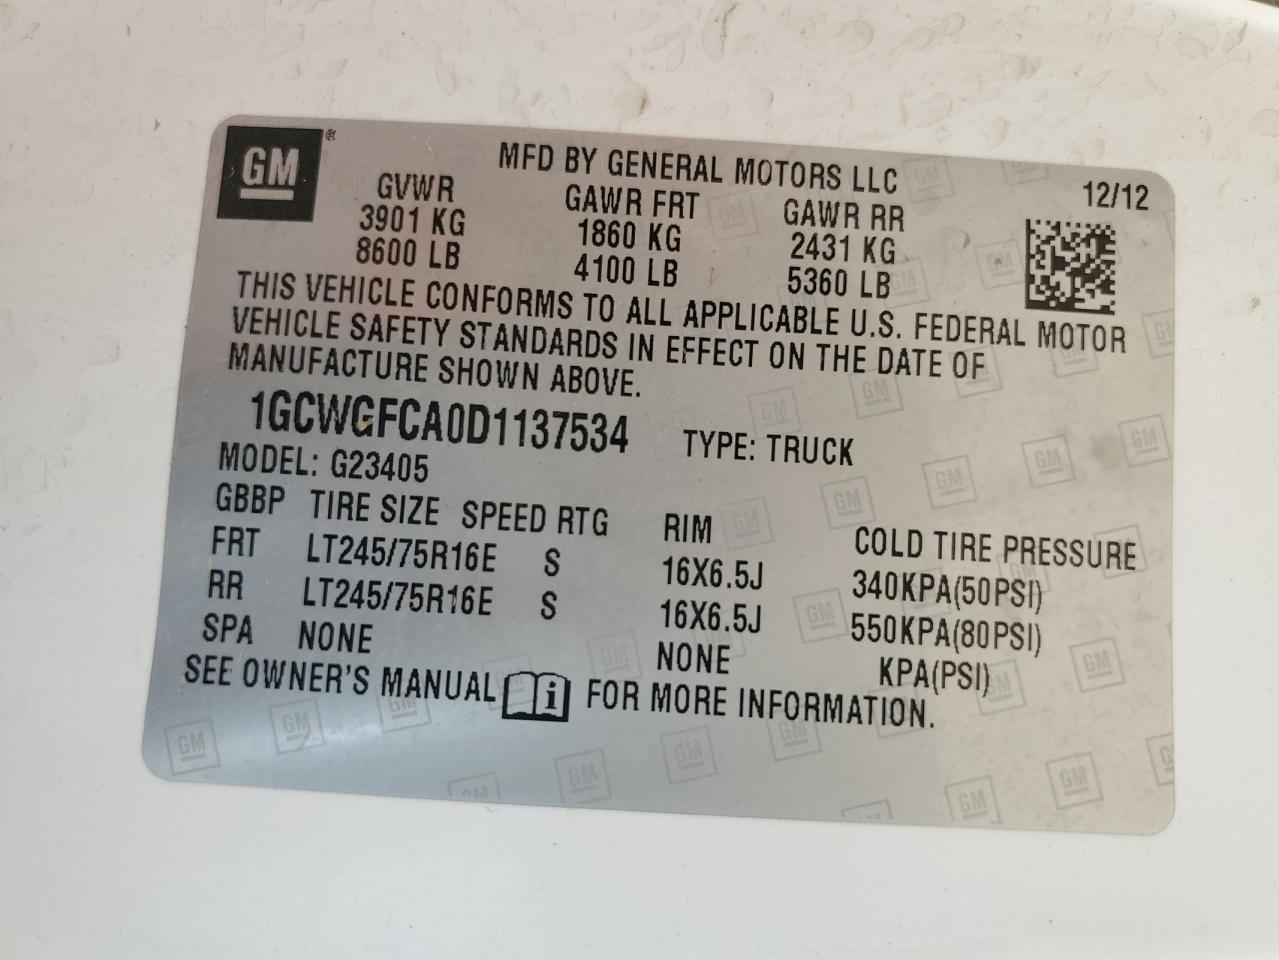 GM ®
MFD BY GENERAL MOTORS LLC
12/12
GVWR GAWR FRT GAWR RR
3901 KG 1860 KG 2431 KG
8600 LB 4100 LB 5360 LB
THIS VEHICLE CONFORMS TO ALL APPLICABLE U.S. FEDERAL MOTOR
VEHICLE SAFETY STANDARDS IN EFFECT ON THE DATE OF
MANUFACTURE SHOWN ABOVE.
1GCWGFCA0D1137534 TYPE: TRUCK
MODEL: G23405
GBBP TIRE SIZE SPEED RTG RIM COLD TIRE PRESSURE
FRT LT245/75R16E S 16X6.5J 340KPA(50PSI)
RR LT245/75R16E S 16X6.5J 550KPA(80PSI)
SPA NONE NONE KPA(PSI)
SEE OWNER'S MANUAL i FOR MORE INFORMATION.